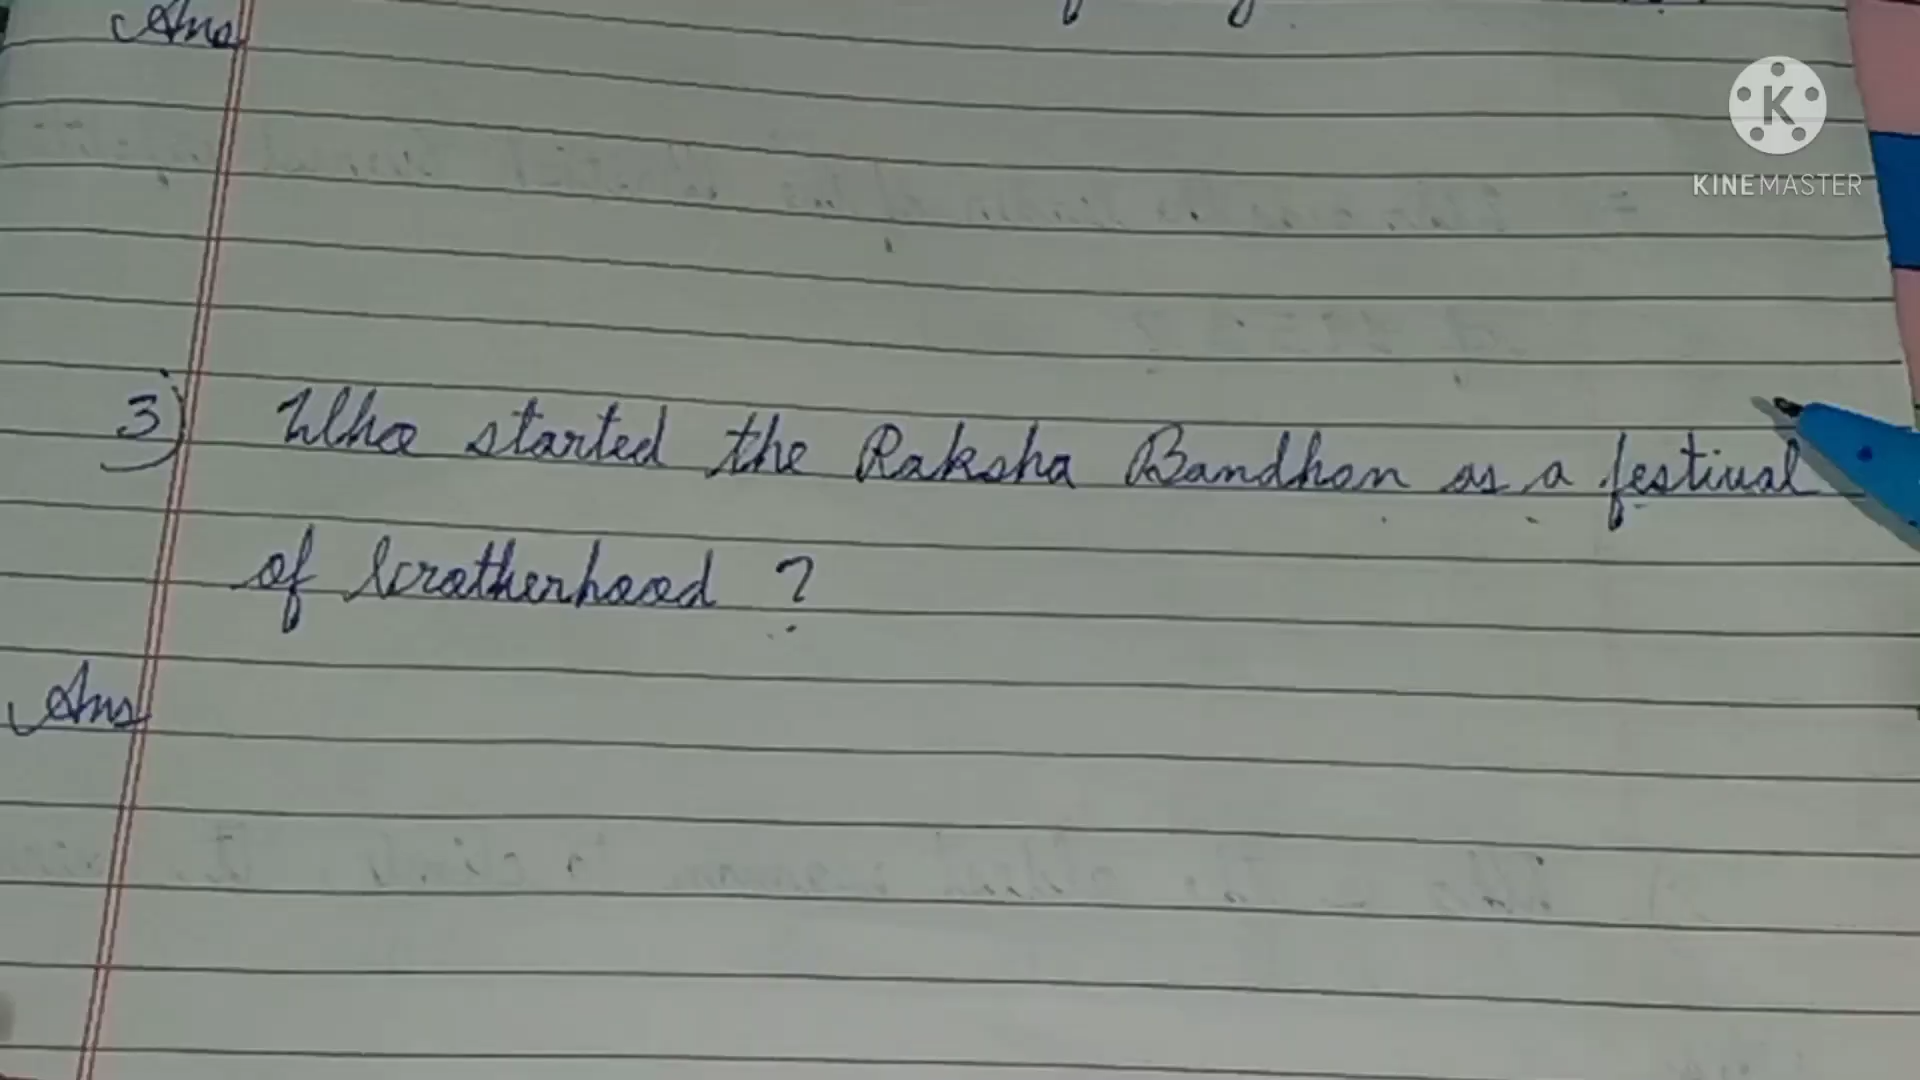 Ans
K
KINEMASTER
3) Who started the Raksha Bandhan as a festival
of brotherhood ?
Ans